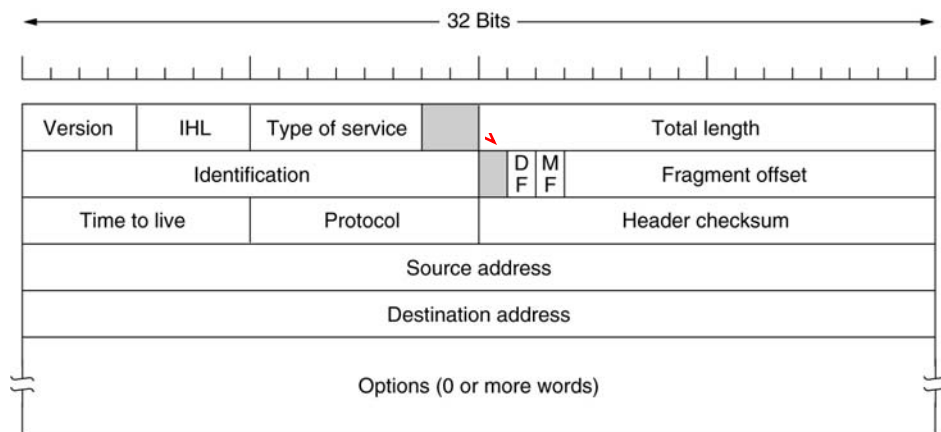 32 Bits
Version IHL Type of service Total length
Identification D F M F Fragment offset
Time to live Protocol Header checksum
Source address
Destination address
Options (0 or more words)